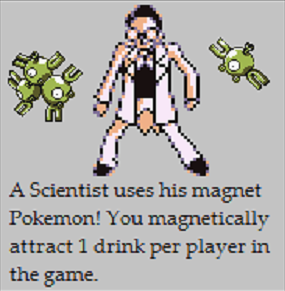 A Scientist uses his magnet
Pokemon! You magnetically
attract 1 drink per player in
the game.